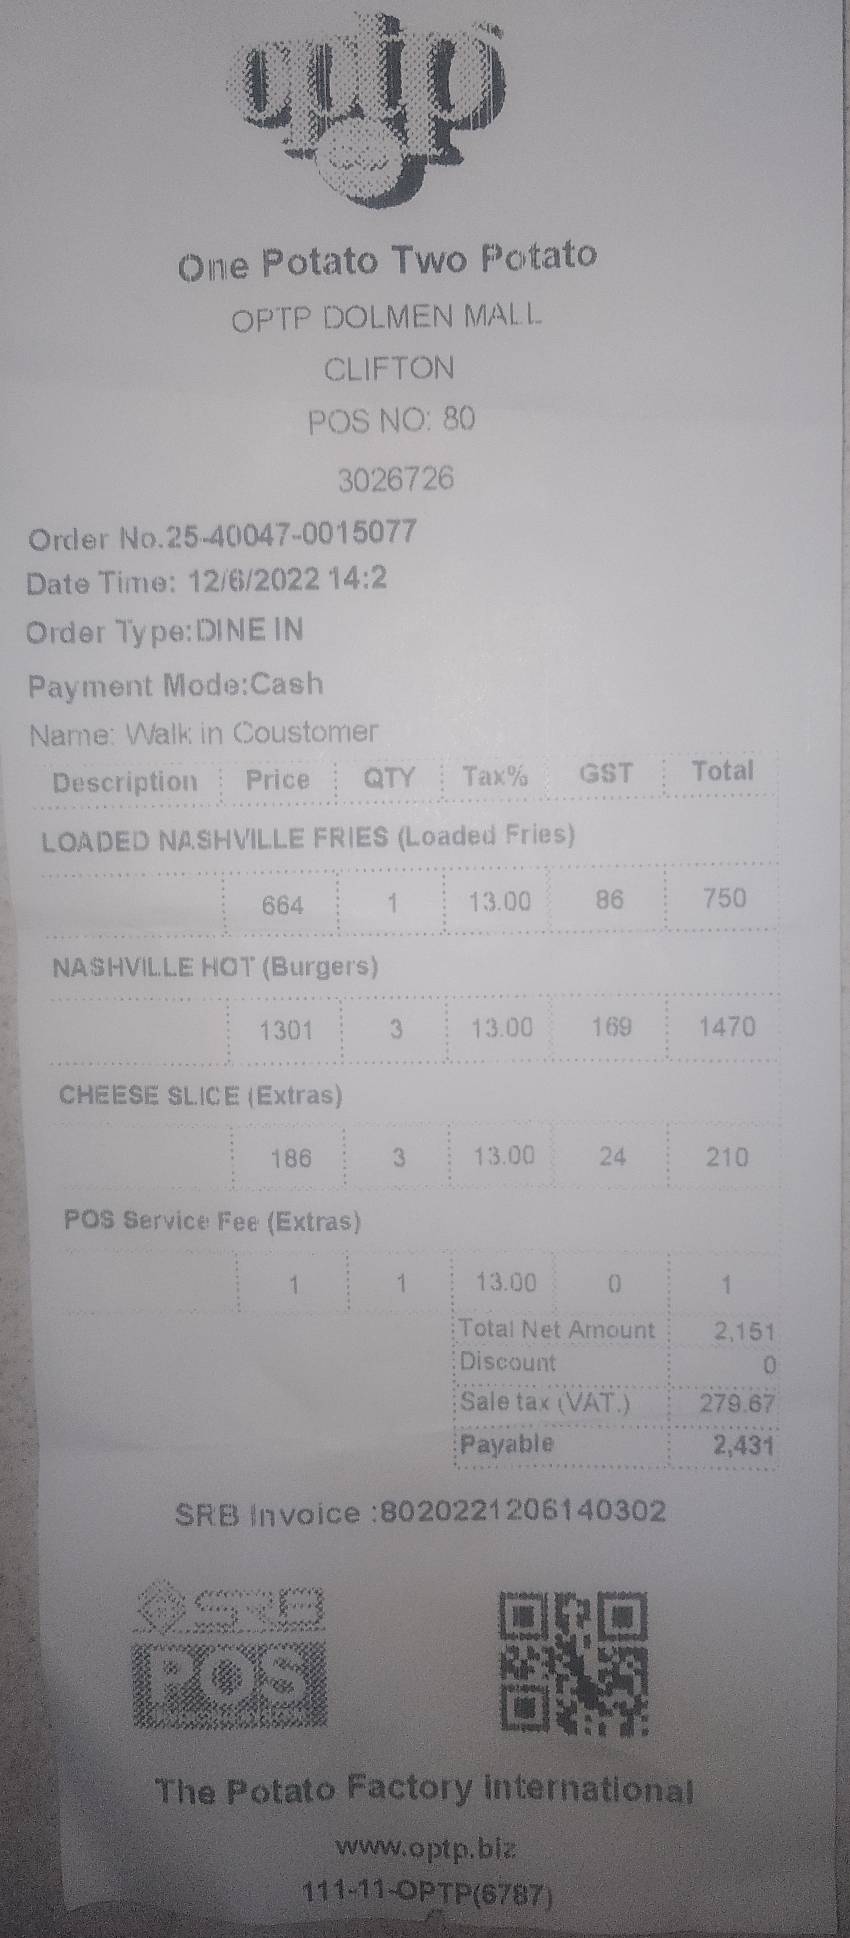 optp
One Potato Two Potato
OPTP DOLMEN MALL
CLIFTON
POS NO: 80
3026726
Order No.25-40047-0015077
Date Time: 12/6/2022 14:2
Order Type:DINE IN
Payment Mode:Cash
Name: Walk in Coustomer
Description Price QTY Tax% GST Total
LOADED NASHVILLE FRIES (Loaded Fries)
664 1 13.00 86 750
NASHVILLE HOT (Burgers)
1301 3 13.00 169 1470
CHEESE SLICE (Extras)
186 3 13.00 24 210
POS Service Fee (Extras)
1 1 13.00 0 1
Total Net Amount 2,151
Discount 0
Sale tax (VAT.) 279.67
Payable 2,431
SRB Invoice :8020221206140302
SRB
POS
The Potato Factory international
www.optp.biz
111-11-OPTP(6787)